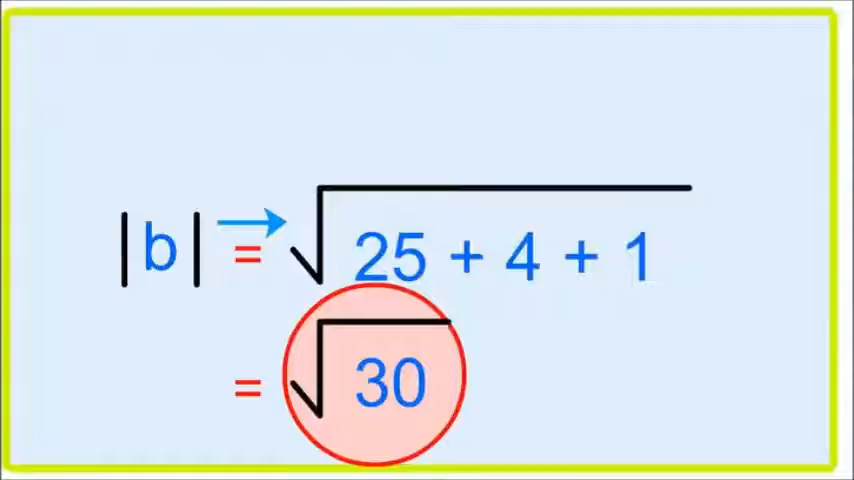 |b| = √25 + 4 + 1
= √30